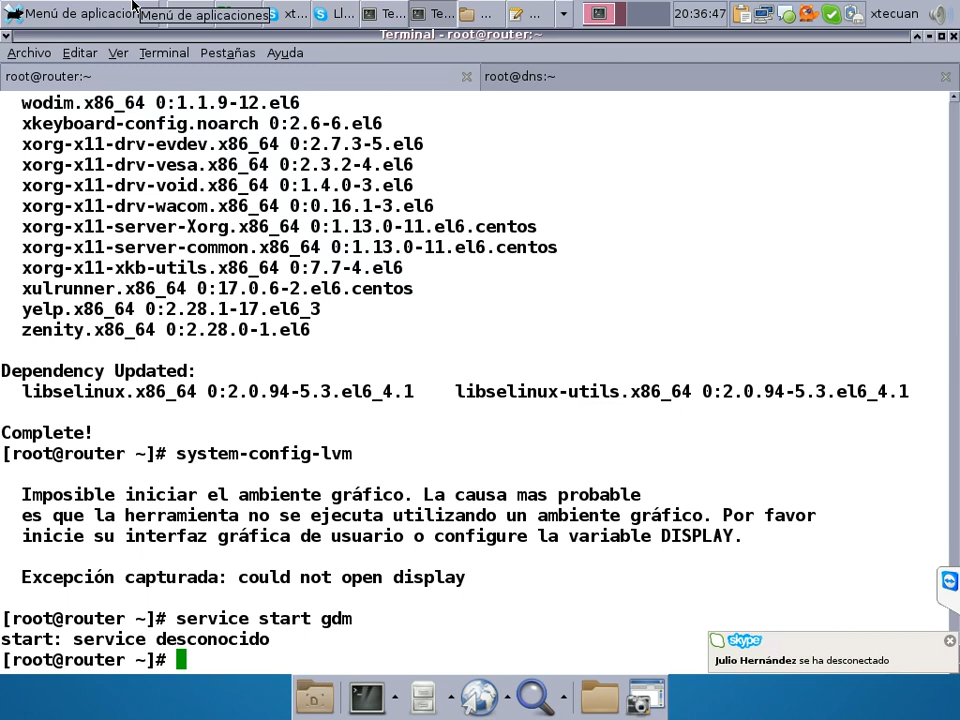 Menú de aplicaciones
Menú de aplicaciones
xt...
Ll...
Te...
Te...
...
...
20:36:47
xtecuan
Terminal - root@router:~
Archivo Editar Ver Terminal Pestañas Ayuda
root@router:~
root@dns:~
wodim.x86_64 0:1.1.9-12.el6
xkeyboard-config.noarch 0:2.6-6.el6
xorg-x11-drv-evdev.x86_64 0:2.7.3-5.el6
xorg-x11-drv-vesa.x86_64 0:2.3.2-4.el6
xorg-x11-drv-void.x86_64 0:1.4.0-3.el6
xorg-x11-drv-wacom.x86_64 0:0.16.1-3.el6
xorg-x11-server-Xorg.x86_64 0:1.13.0-11.el6.centos
xorg-x11-server-common.x86_64 0:1.13.0-11.el6.centos
xorg-x11-xkb-utils.x86_64 0:7.7-4.el6
xulrunner.x86_64 0:17.0.6-2.el6.centos
yelp.x86_64 0:2.28.1-17.el6_3
zenity.x86_64 0:2.28.0-1.el6
Dependency Updated:
libselinux.x86_64 0:2.0.94-5.3.el6_4.1 libselinux-utils.x86_64 0:2.0.94-5.3.el6_4.1
Complete!
[root@router ~]# system-config-lvm
Imposible iniciar el ambiente gráfico. La causa mas probable
es que la herramienta no se ejecuta utilizando un ambiente gráfico. Por favor
inicie su interfaz gráfica de usuario o configure la variable DISPLAY.
Excepción capturada: could not open display
[root@router ~]# service start gdm
start: service desconocido
[root@router ~]#
skype
Julio Hernández se ha desconectado